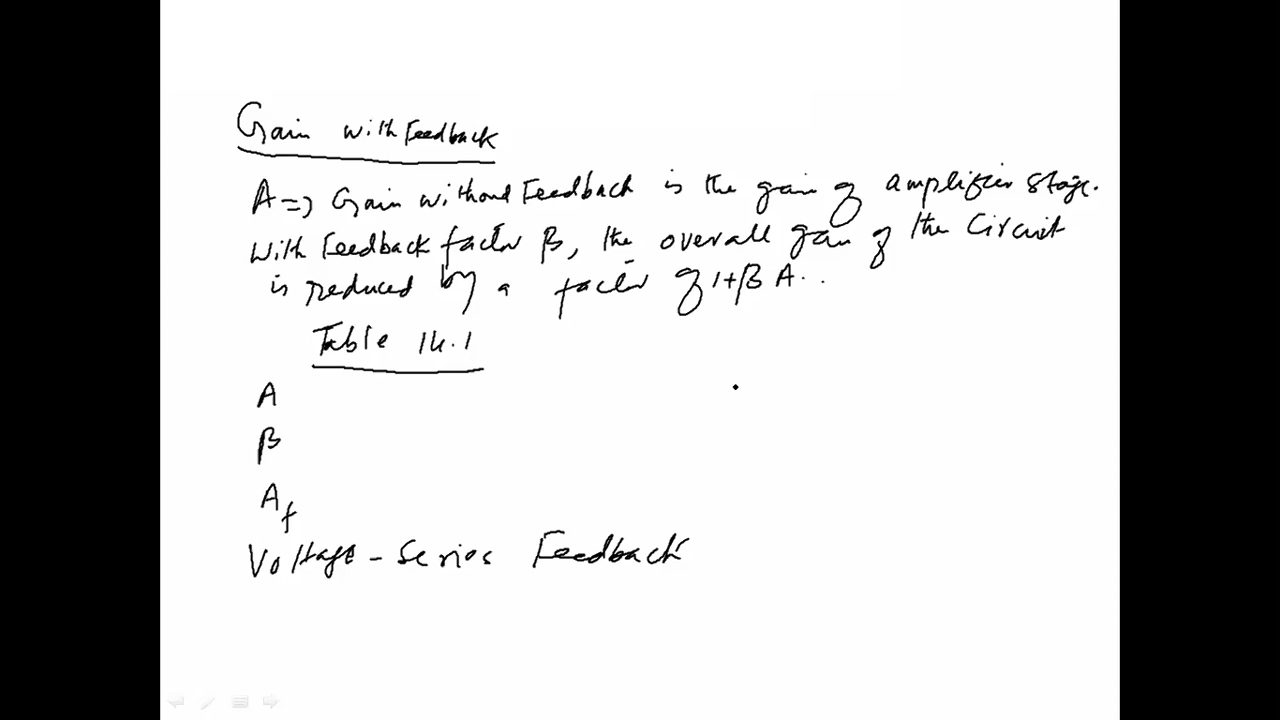 Gain with Feedback
A => Gain without Feedback is the gain of amplifier stage.
With Feedback factor β, the overall gain of the Circuit
is reduced by a factor of 1+βA..
Table 14.1
A
β
Af
Voltage - Series Feedback